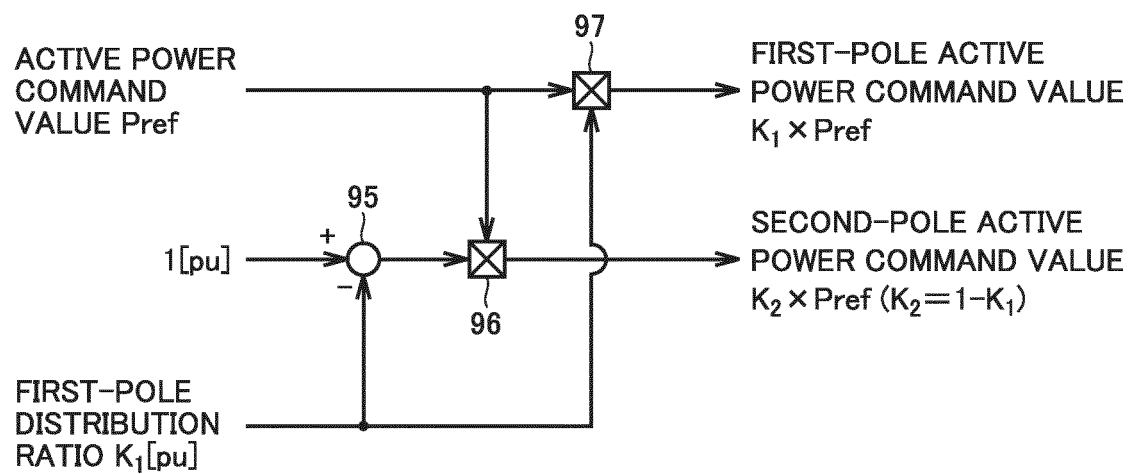 97
ACTIVE POWER
COMMAND
VALUE Pref
FIRST-POLE ACTIVE
POWER COMMAND VALUE
K₁ × Pref
95
1[pu]
+
−
96
SECOND-POLE ACTIVE
POWER COMMAND VALUE
K₂ × Pref (K₂=1-K₁)
FIRST-POLE
DISTRIBUTION
RATIO K₁[pu]